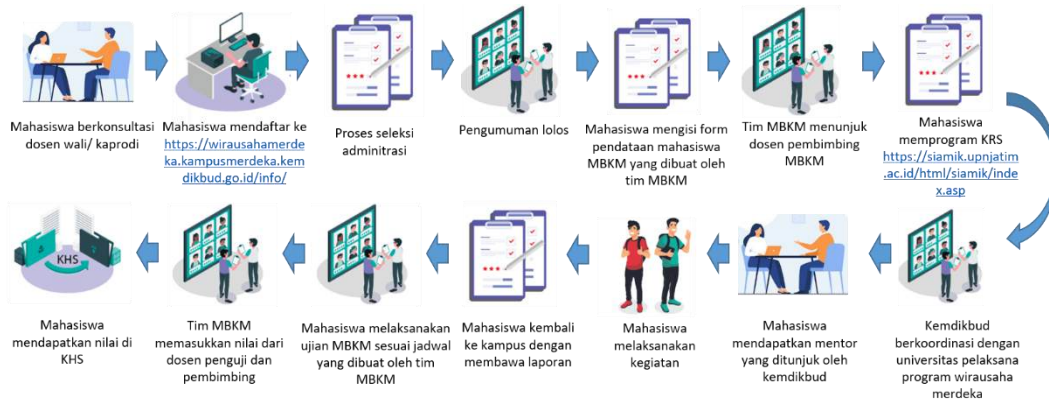 Mahasiswa berkonsultasi
dosen wali/ kaprodi
Mahasiswa mendaftar ke
https://wirausahamerde
ka.kampusmerdeka.kem
dikbud.go.id/info/
Proses seleksi
adminitrasi
Pengumuman lolos
Mahasiswa mengisi form
pendataan mahasiswa
MBKM yang dibuat oleh
tim MBKM
Tim MBKM menunjuk
dosen pembimbing
MBKM
Mahasiswa
memprogram KRS
https://siamik.upnjatim
.ac.id/html/siamik/inde
x.asp
Kemdikbud
berkoordinasi dengan
universitas pelaksana
program wirausaha
merdeka
Mahasiswa
mendapatkan mentor
yang ditunjuk oleh
kemdikbud
Mahasiswa
melaksanakan
kegiatan
Mahasiswa kembali
ke kampus dengan
membawa laporan
Mahasiswa melaksanakan
ujian MBKM sesuai jadwal
yang dibuat oleh tim
MBKM
Tim MBKM
memasukkan nilai dari
dosen penguji dan
pembimbing
KHS
Mahasiswa
mendapatkan nilai di
KHS